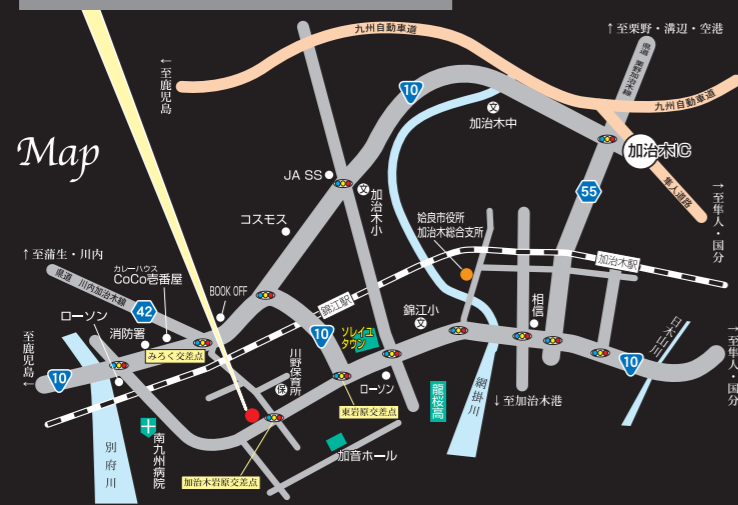 九州自動車道
↑至栗野・溝辺・空港
県道 栗野加治木線
←至鹿児島
10
九州自動車道
加治木中
Map
加治木IC
JA SS
加治木小
55
隼人道路
→至隼人・国分
コスモス
姶良市役所
加治木総合支所
↑至蒲生・川内
カレーハウス
CoCo壱番屋
加治木駅
県道 川内加治木線
BOOK OFF
錦江駅
42
ローソン
消防署
錦江小
相信
日木山川
至鹿児島←
みろく交差点
10
ソレイユ
タウン
→至隼人・国分
10
川野保育所
保
ローソン
10
東岩原交差点
龍桜高
網掛川
↓至加治木港
別府川
南九州病院
加音ホール
加治木岩原交差点
文
文
文